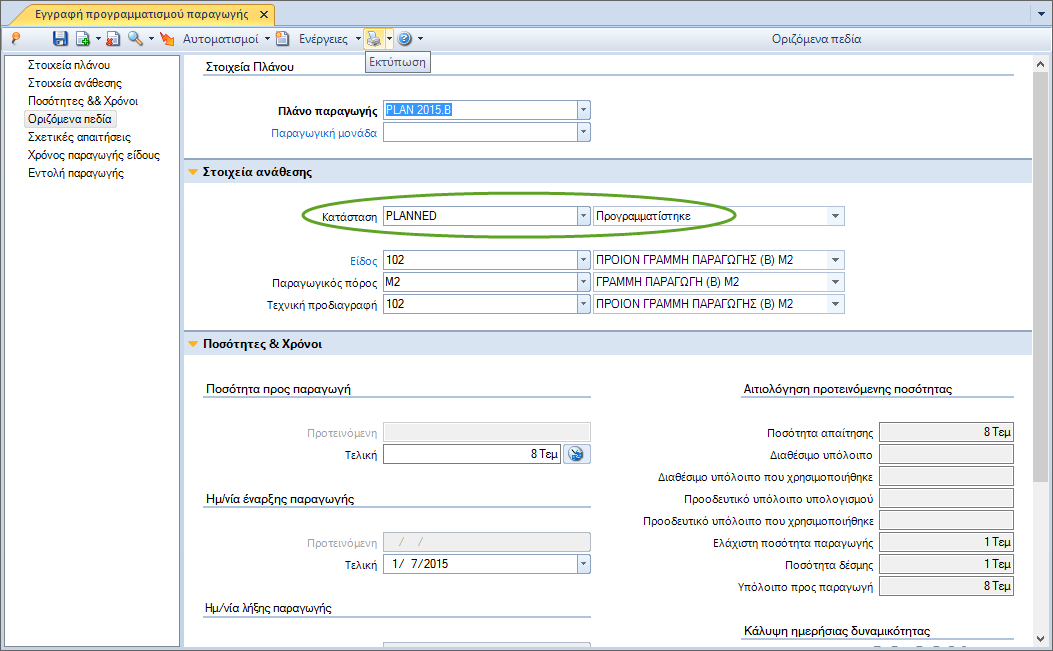 Εγγραφή προγραμματισμού παραγωγής
Αυτοματισμοί Ενέργειες Οριζόμενα πεδία
Εκτύπωση
Στοιχεία πλάνου
Στοιχεία ανάθεσης
Ποσότητες && Χρόνοι
Οριζόμενα πεδία
Σχετικές απαιτήσεις
Χρόνος παραγωγής είδους
Εντολή παραγωγής
Στοιχεία Πλάνου
Πλάνο παραγωγής PLAN 2015.B
Παραγωγική μονάδα
Στοιχεία ανάθεσης
Κατάσταση PLANNED Προγραμματίστηκε
Είδος 102 ΠΡΟΙΟΝ ΓΡΑΜΜΗ ΠΑΡΑΓΩΓΗΣ (Β) Μ2
Παραγωγικός πόρος M2 ΓΡΑΜΜΗ ΠΑΡΑΓΩΓΗ (Β) Μ2
Τεχνική προδιαγραφή 102 ΠΡΟΙΟΝ ΓΡΑΜΜΗ ΠΑΡΑΓΩΓΗΣ (Β) Μ2
Ποσότητες & Χρόνοι
Ποσότητα προς παραγωγή
Προτεινόμενη
Τελική 8 Τεμ
Ημ/νία έναρξης παραγωγής
Προτεινόμενη / /
Τελική 1/ 7/2015
Ημ/νία λήξης παραγωγής
Αιτιολόγηση προτεινόμενης ποσότητας
Ποσότητα απαίτησης 8 Τεμ
Διαθέσιμο υπόλοιπο
Διαθέσιμο υπόλοιπο που χρησιμοποιήθηκε
Προοδευτικό υπόλοιπο υπολογισμού
Προοδευτικό υπόλοιπο που χρησιμοποιήθηκε
Ελάχιστη ποσότητα παραγωγής 1 Τεμ
Ποσότητα δέσμης 1 Τεμ
Υπόλοιπο προς παραγωγή 8 Τεμ
Κάλυψη ημερήσιας δυναμικότητας